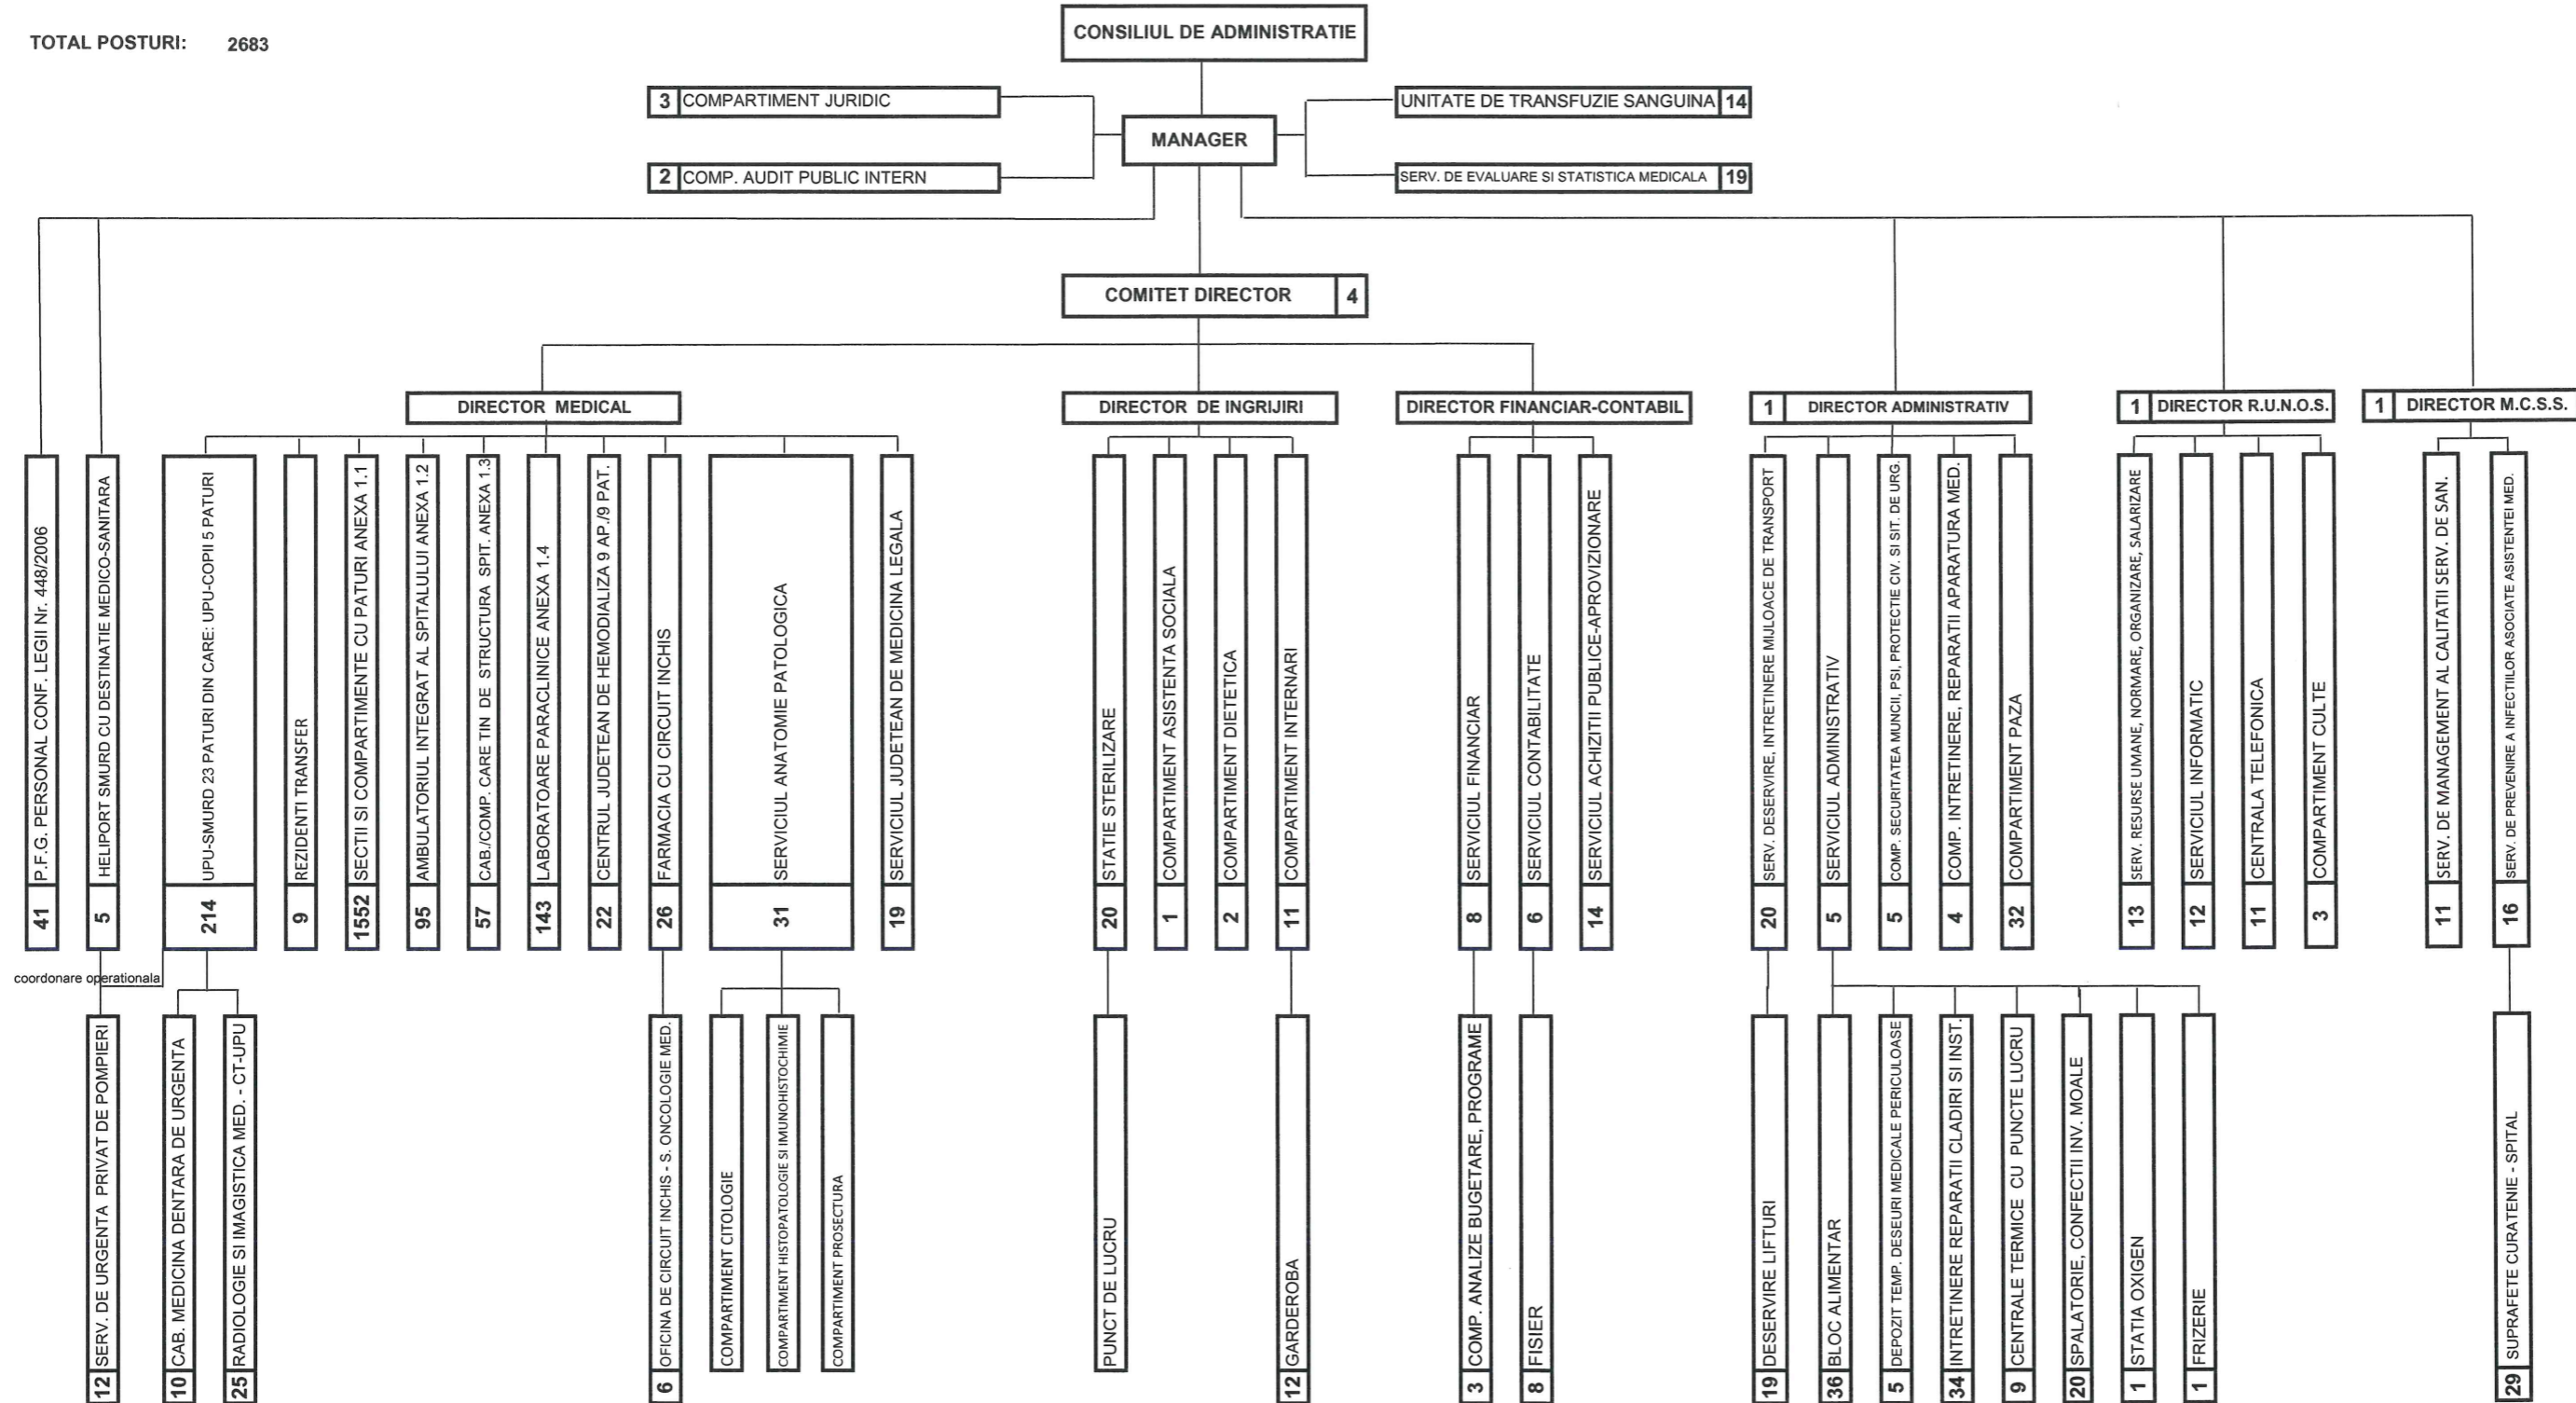 TOTAL POSTURI: 2683
CONSILIUL DE ADMINISTRATIE
3 COMPARTIMENT JURIDIC
UNITATE DE TRANSFUZIE SANGUINA 14
MANAGER
2 COMP. AUDIT PUBLIC INTERN
SERV. DE EVALUARE SI STATISTICA MEDICALA 19
COMITET DIRECTOR 4
DIRECTOR MEDICAL
DIRECTOR DE INGRIJIRI
DIRECTOR FINANCIAR-CONTABIL
1 DIRECTOR ADMINISTRATIV
1 DIRECTOR R.U.N.O.S.
1 DIRECTOR M.C.S.S.
41 P.F.G. PERSONAL CONF. LEGII Nr. 448/2006
5 HELIPORT SMURD CU DESTINATIE MEDICO-SANITARA
214 UPU-SMURD 23 PATURI DIN CARE: UPU-COPII 5 PATURI
9 REZIDENTI TRANSFER
1552 SECTII SI COMPARTIMENTE CU PATURI ANEXA 1.1
95 AMBULATORIUL INTEGRAT AL SPITALULUI ANEXA 1.2
57 CAB./COMP. CARE TIN DE STRUCTURA SPIT. ANEXA 1.3
143 LABORATOARE PARACLINICE ANEXA 1.4
22 CENTRUL JUDETEAN DE HEMODIALIZA 9 AP./9 PAT.
26 FARMACIA CU CIRCUIT INCHIS
31 SERVICIUL ANATOMIE PATOLOGICA
19 SERVICIUL JUDETEAN DE MEDICINA LEGALA
20 STATIE STERILIZARE
1 COMPARTIMENT ASISTENTA SOCIALA
2 COMPARTIMENT DIETETICA
11 COMPARTIMENT INTERNARI
8 SERVICIUL FINANCIAR
6 SERVICIUL CONTABILITATE
14 SERVICIUL ACHIZITII PUBLICE-APROVIZIONARE
20 SERV. DESERVIRE, INTRETINERE MIJLOACE DE TRANSPORT
5 SERVICIUL ADMINISTRATIV
5 COMP. SECURITATEA MUNCII, PSI, PROTECTIE CIV. SI SIT. DE URG.
4 COMP. INTRETINERE, REPARATII APARATURA MED.
32 COMPARTIMENT PAZA
13 SERV. RESURSE UMANE, NORMARE, ORGANIZARE, SALARIZARE
12 SERVICIUL INFORMATIC
11 CENTRALA TELEFONICA
3 COMPARTIMENT CULTE
11 SERV. DE MANAGEMENT AL CALITATII SERV. DE SAN.
16 SERV. DE PREVENIRE A INFECTIILOR ASOCIATE ASISTENTEI MED.
coordonare operationala
12 SERV. DE URGENTA PRIVAT DE POMPIERI
10 CAB. MEDICINA DENTARA DE URGENTA
25 RADIOLOGIE SI IMAGISTICA MED. - CT-UPU
6 OFICINA DE CIRCUIT INCHIS - S. ONCOLOGIE MED.
COMPARTIMENT CITOLOGIE
COMPARTIMENT HISTOPATOLOGIE SI IMUNOHISTOCHIMIE
COMPARTIMENT PROSECTURA
PUNCT DE LUCRU
12 GARDEROBA
3 COMP. ANALIZE BUGETARE, PROGRAME
8 FISIER
19 DESERVIRE LIFTURI
36 BLOC ALIMENTAR
5 DEPOZIT TEMP. DESEURI MEDICALE PERICULOASE
34 INTRETINERE REPARATII CLADIRI SI INST.
9 CENTRALE TERMICE CU PUNCTE LUCRU
20 SPALATORIE, CONFECTII INV. MOALE
1 STATIA OXIGEN
1 FRIZERIE
29 SUPRAFETE CURATENIE - SPITAL